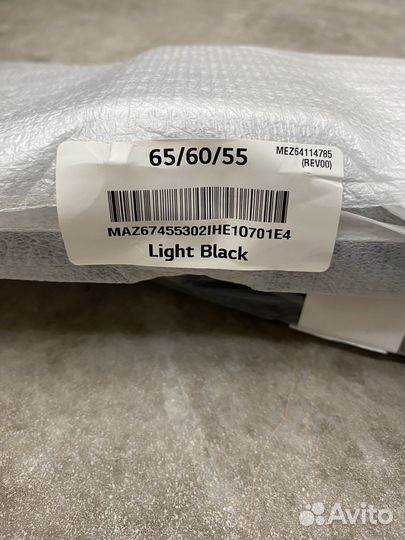 65/60/55
MEZ64114785
(REV00)
MAZ67455302IHE10701E4
Light Black
Avito